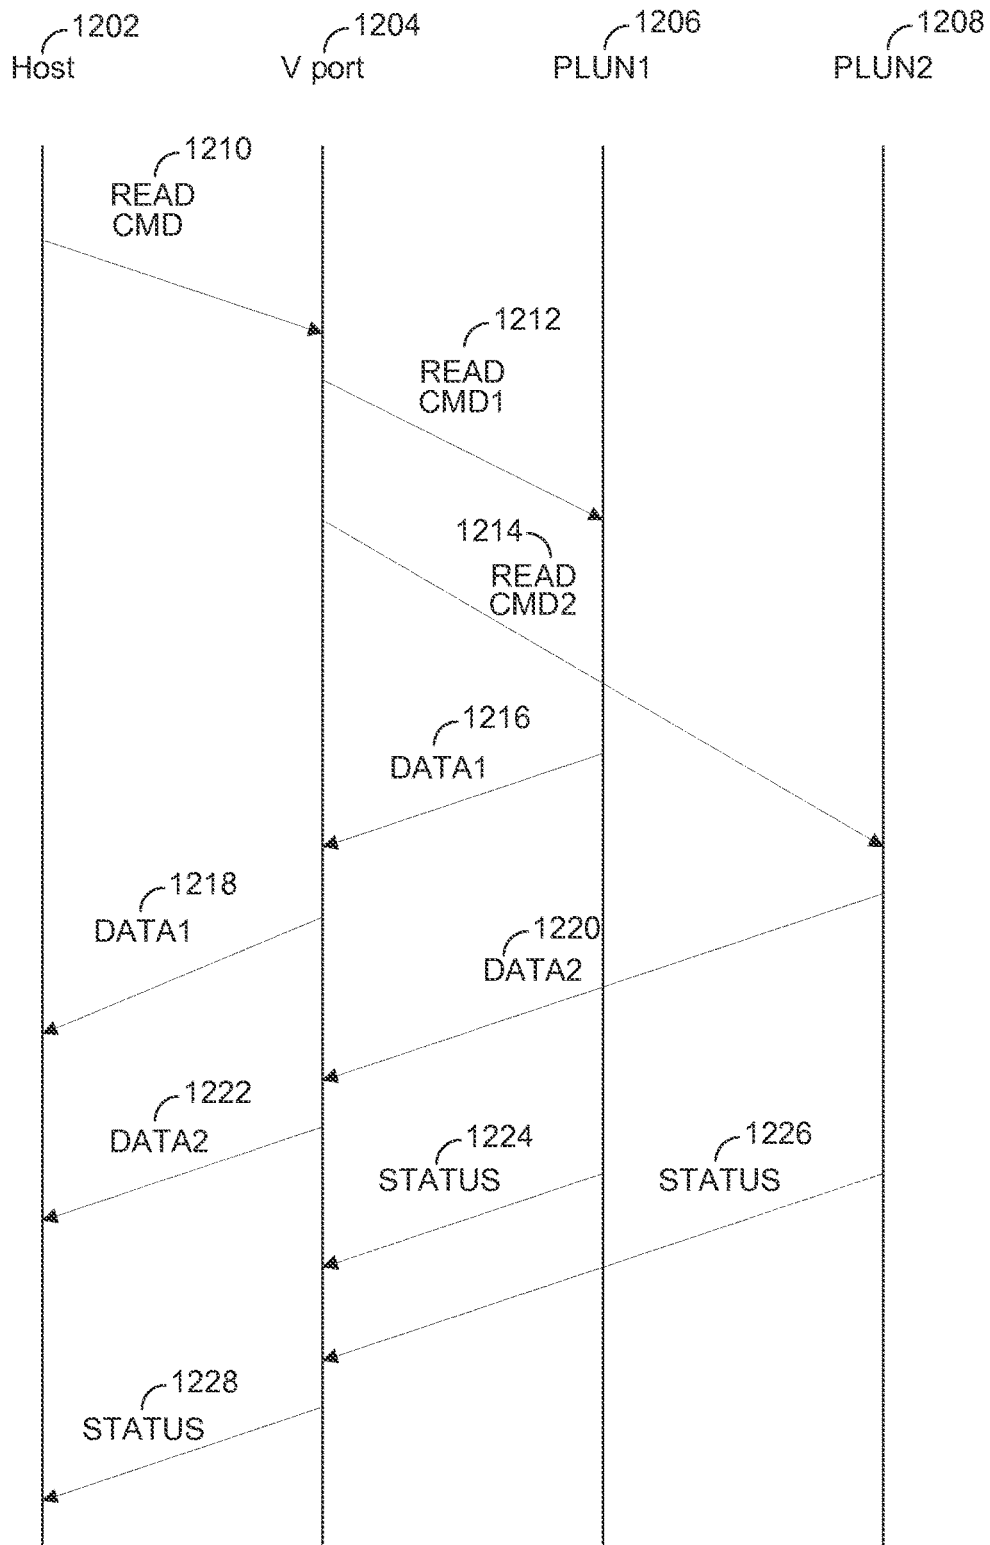 1202
Host
1204
V port
1206
PLUN1
1208
PLUN2
1210
READ
CMD
1212
READ
CMD1
1214
READ
CMD2
1216
DATA1
1218
DATA1
1220
DATA2
1222
DATA2
1224
STATUS
1226
STATUS
1228
STATUS